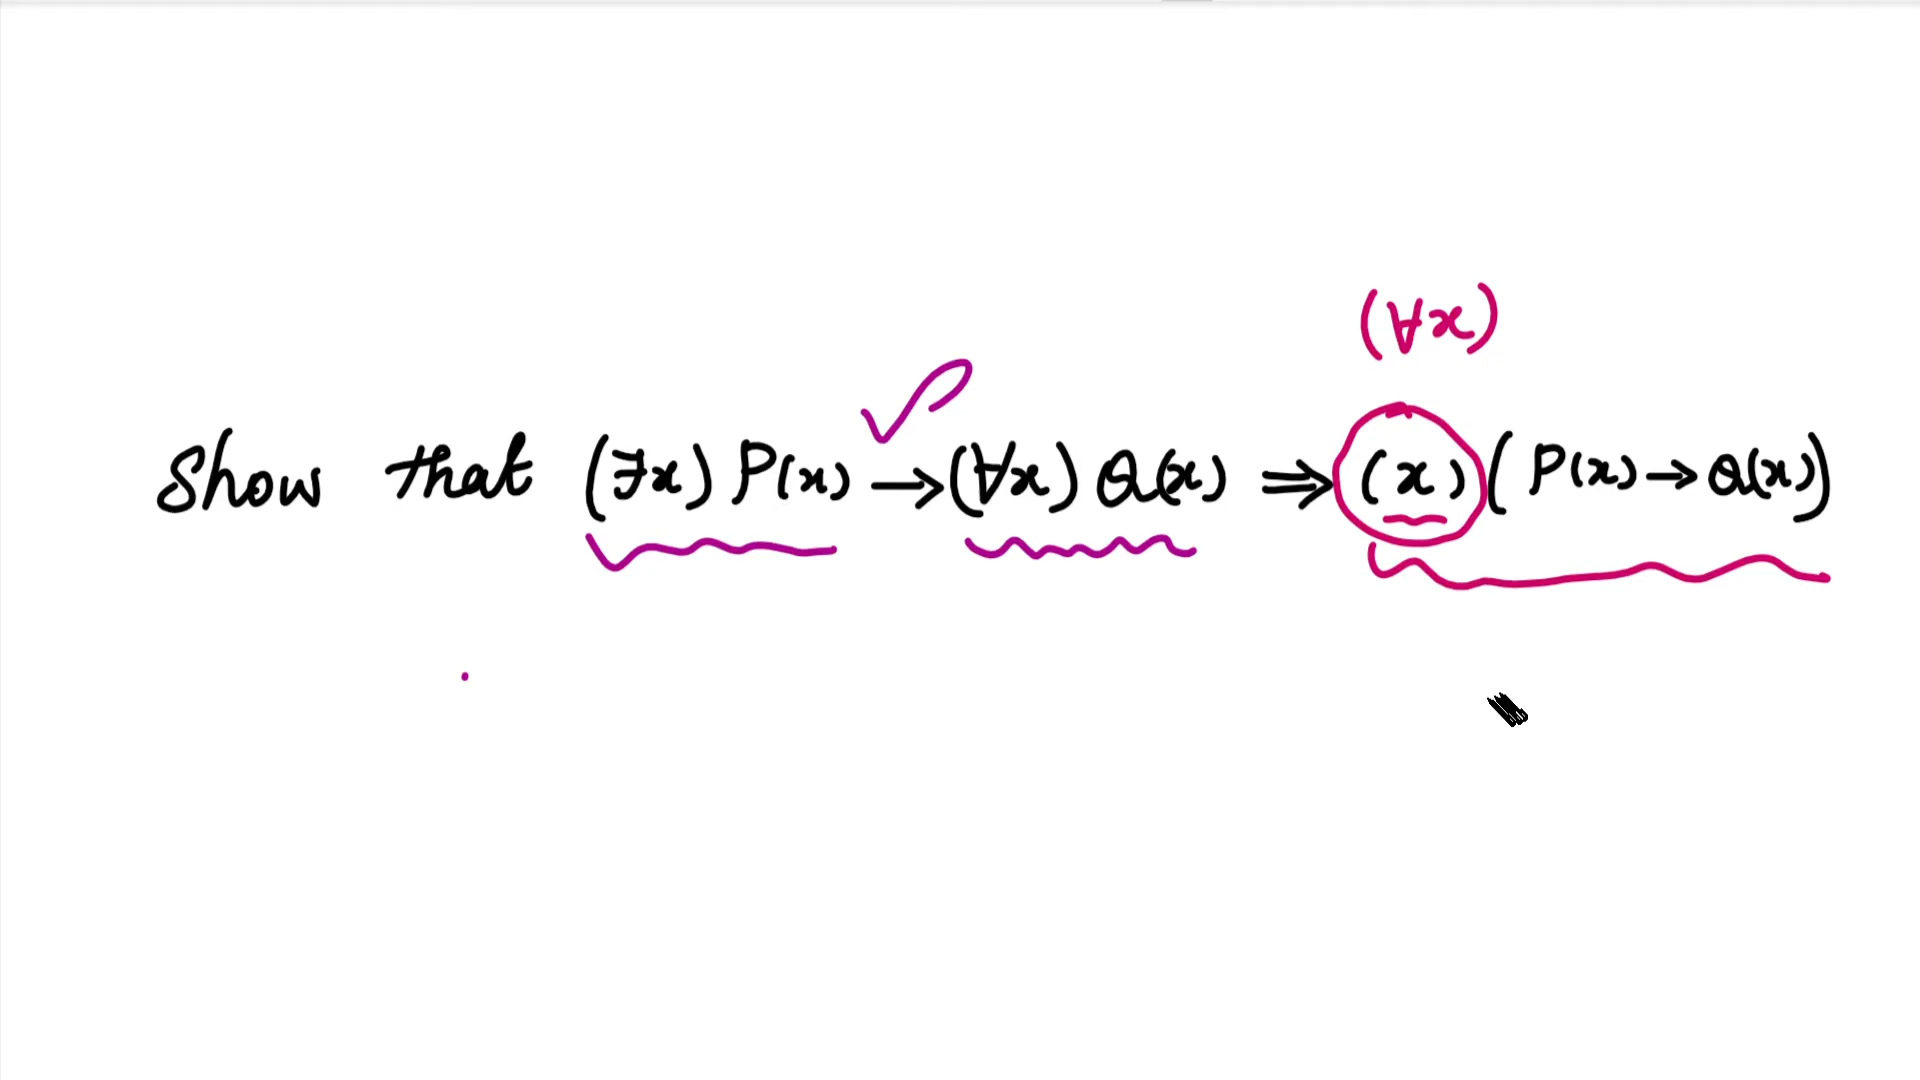 (∀x)
Show that (∃x) P(x) → (∀x) Q(x) ⇒ (x) (P(x) → Q(x))